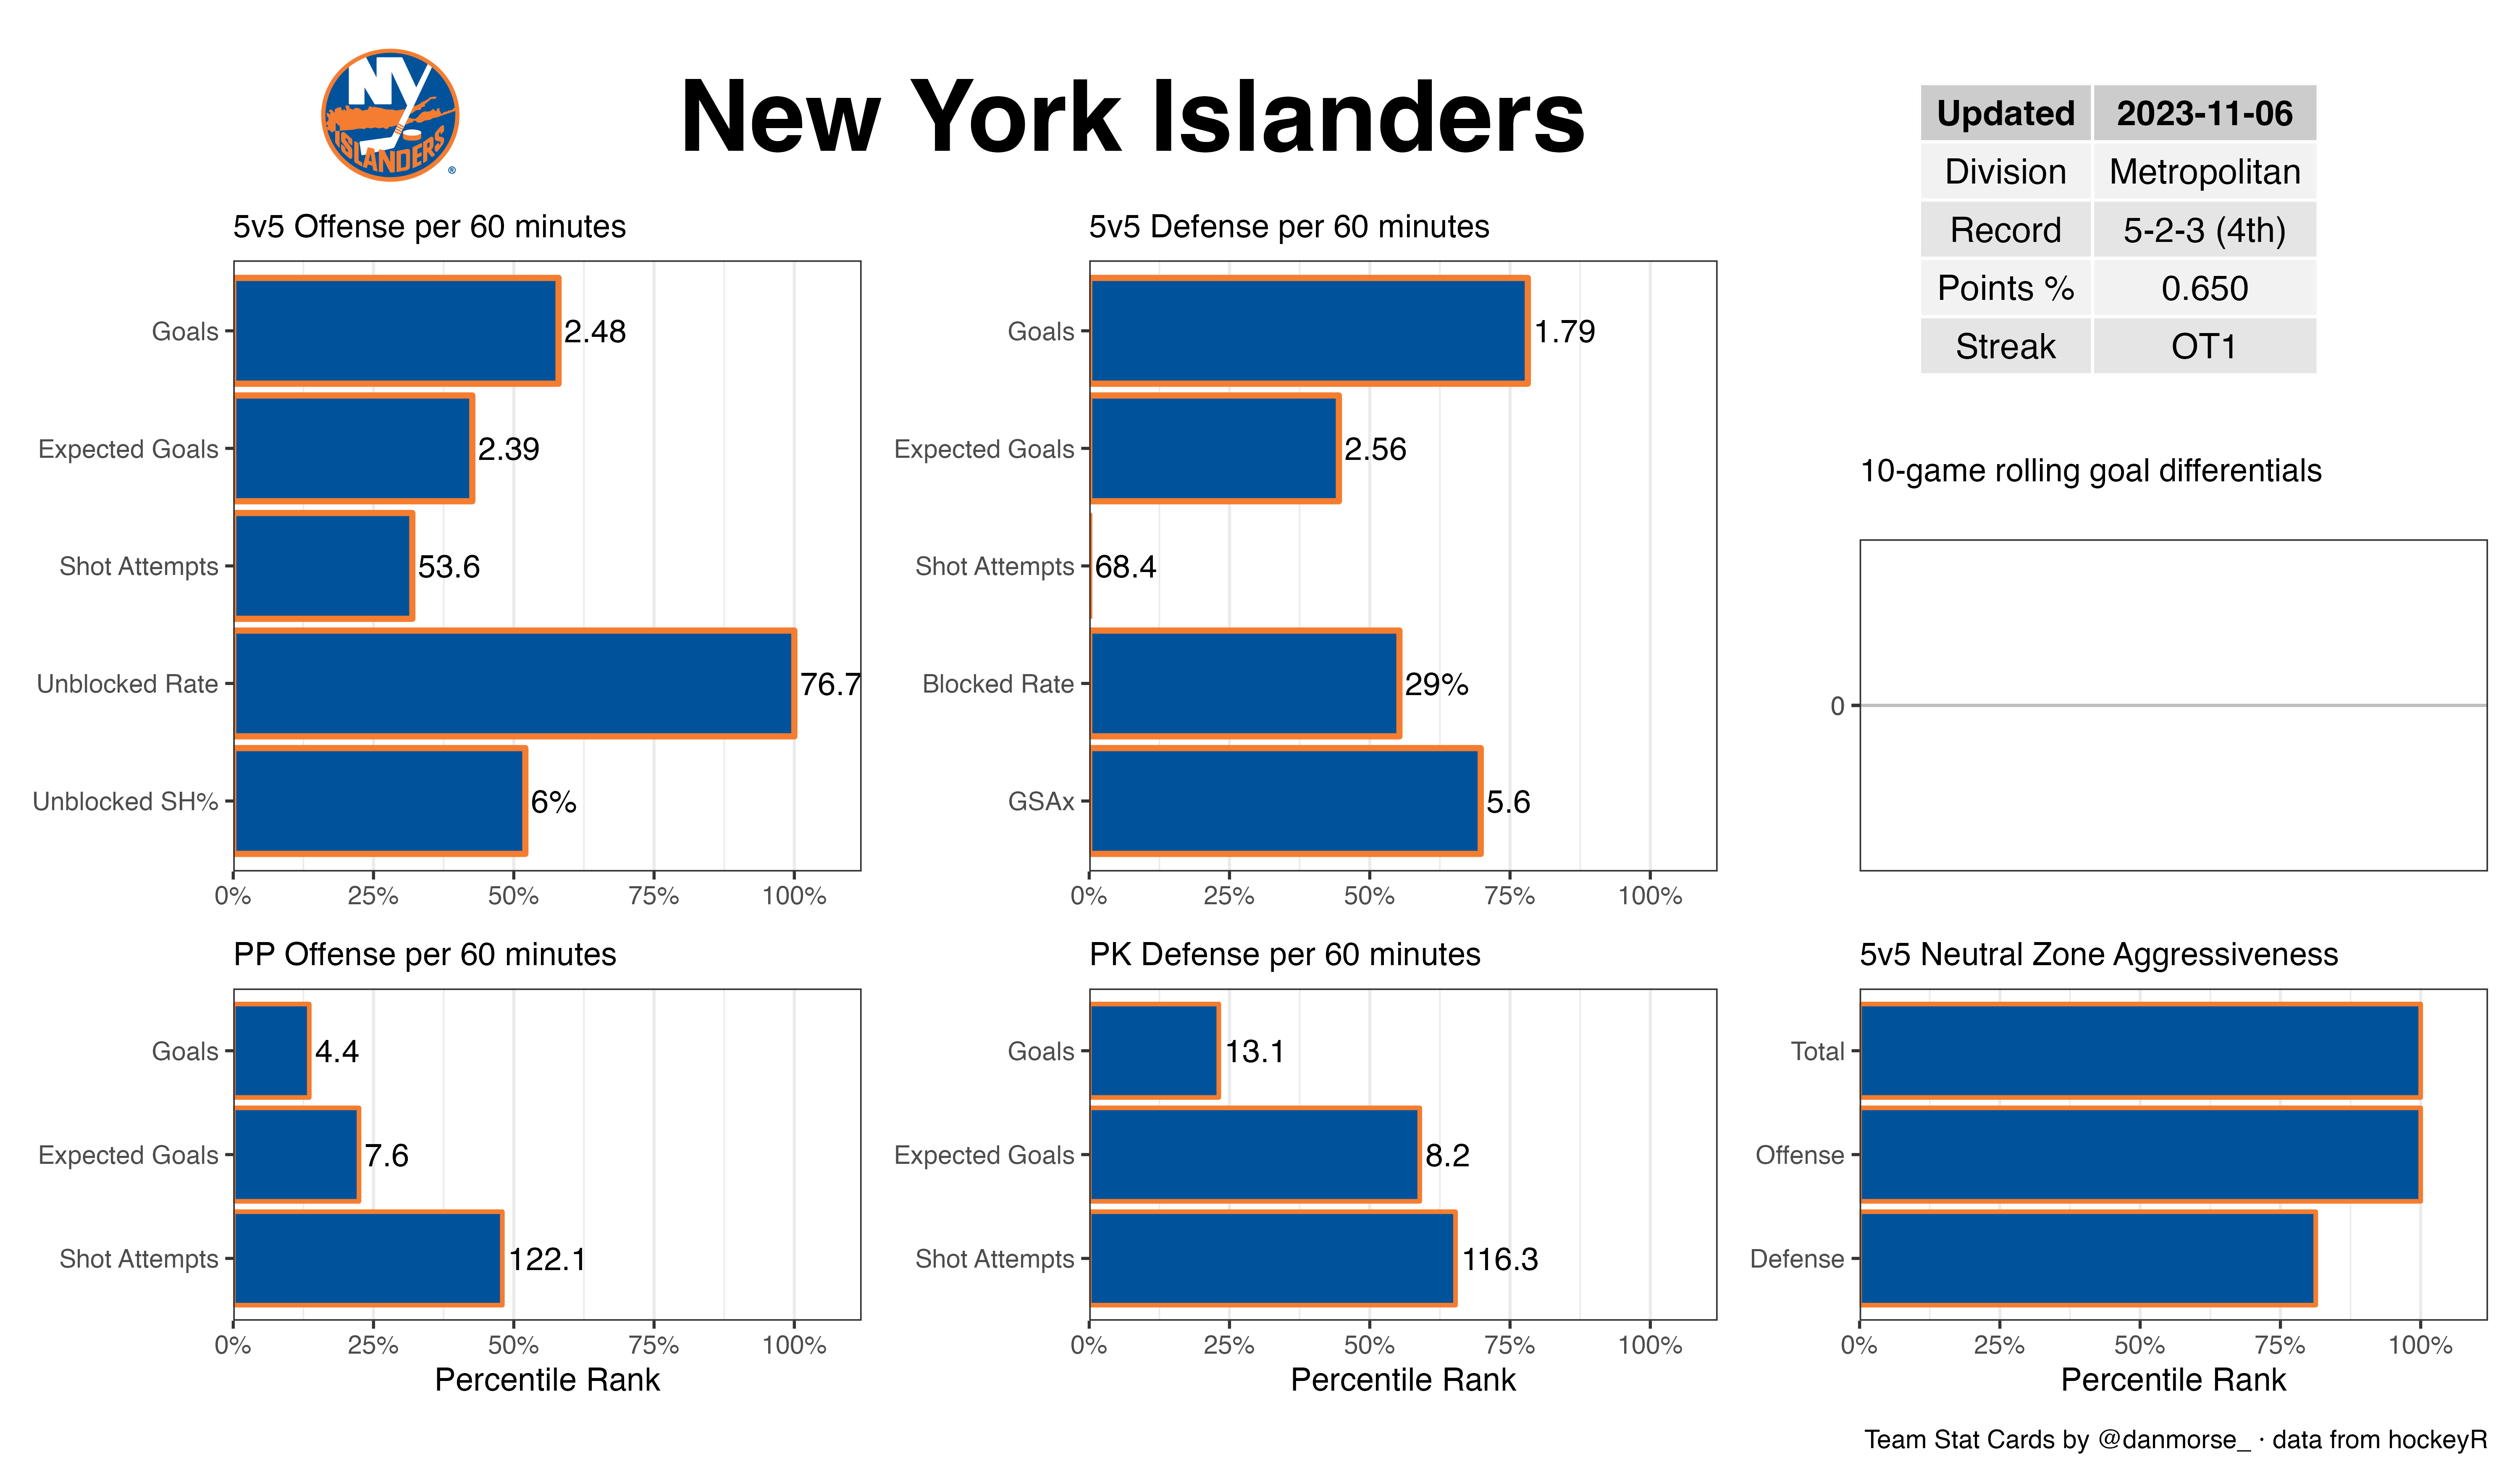 NY
ISLANDERS
®
New York Islanders
Updated 2023-11-06
Division Metropolitan
Record 5-2-3 (4th)
Points % 0.650
Streak OT1
5v5 Offense per 60 minutes
Goals 2.48
Expected Goals 2.39
Shot Attempts 53.6
Unblocked Rate 76.7
Unblocked SH% 6%
0% 25% 50% 75% 100%
5v5 Defense per 60 minutes
Goals 1.79
Expected Goals 2.56
Shot Attempts 68.4
Blocked Rate 29%
GSAx 5.6
0% 25% 50% 75% 100%
10-game rolling goal differentials
0
PP Offense per 60 minutes
Goals 4.4
Expected Goals 7.6
Shot Attempts 122.1
0% 25% 50% 75% 100%
Percentile Rank
PK Defense per 60 minutes
Goals 13.1
Expected Goals 8.2
Shot Attempts 116.3
0% 25% 50% 75% 100%
Percentile Rank
5v5 Neutral Zone Aggressiveness
Total
Offense
Defense
0% 25% 50% 75% 100%
Percentile Rank
Team Stat Cards by @danmorse_ · data from hockeyR